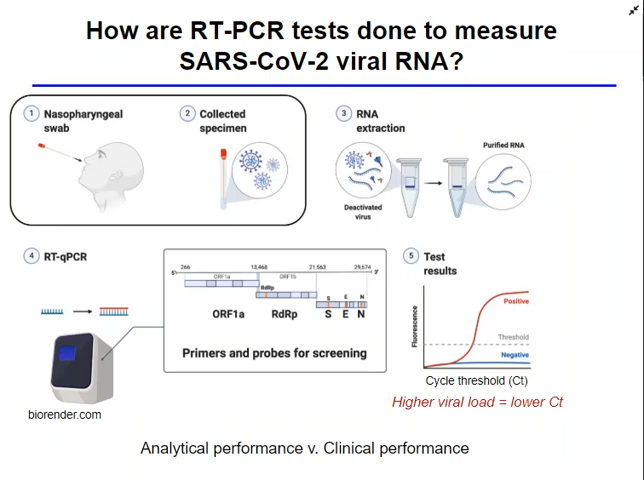 How are RT-PCR tests done to measure
SARS-CoV-2 viral RNA?
1 Nasopharyngeal
swab
2 Collected
specimen
3 RNA
extraction
Purified RNA
Deactivated
virus
4 RT-qPCR
266 13,468 21,563 29,674
5' 3'
ORF1a ORF1b
RdRp
S E N
ORF1a RdRp S E N
Primers and probes for screening
biorender.com
5 Test
results
Fluorescence
Positive
Threshold
Negative
Cycle threshold (Ct)
Higher viral load = lower Ct
Analytical performance v. Clinical performance